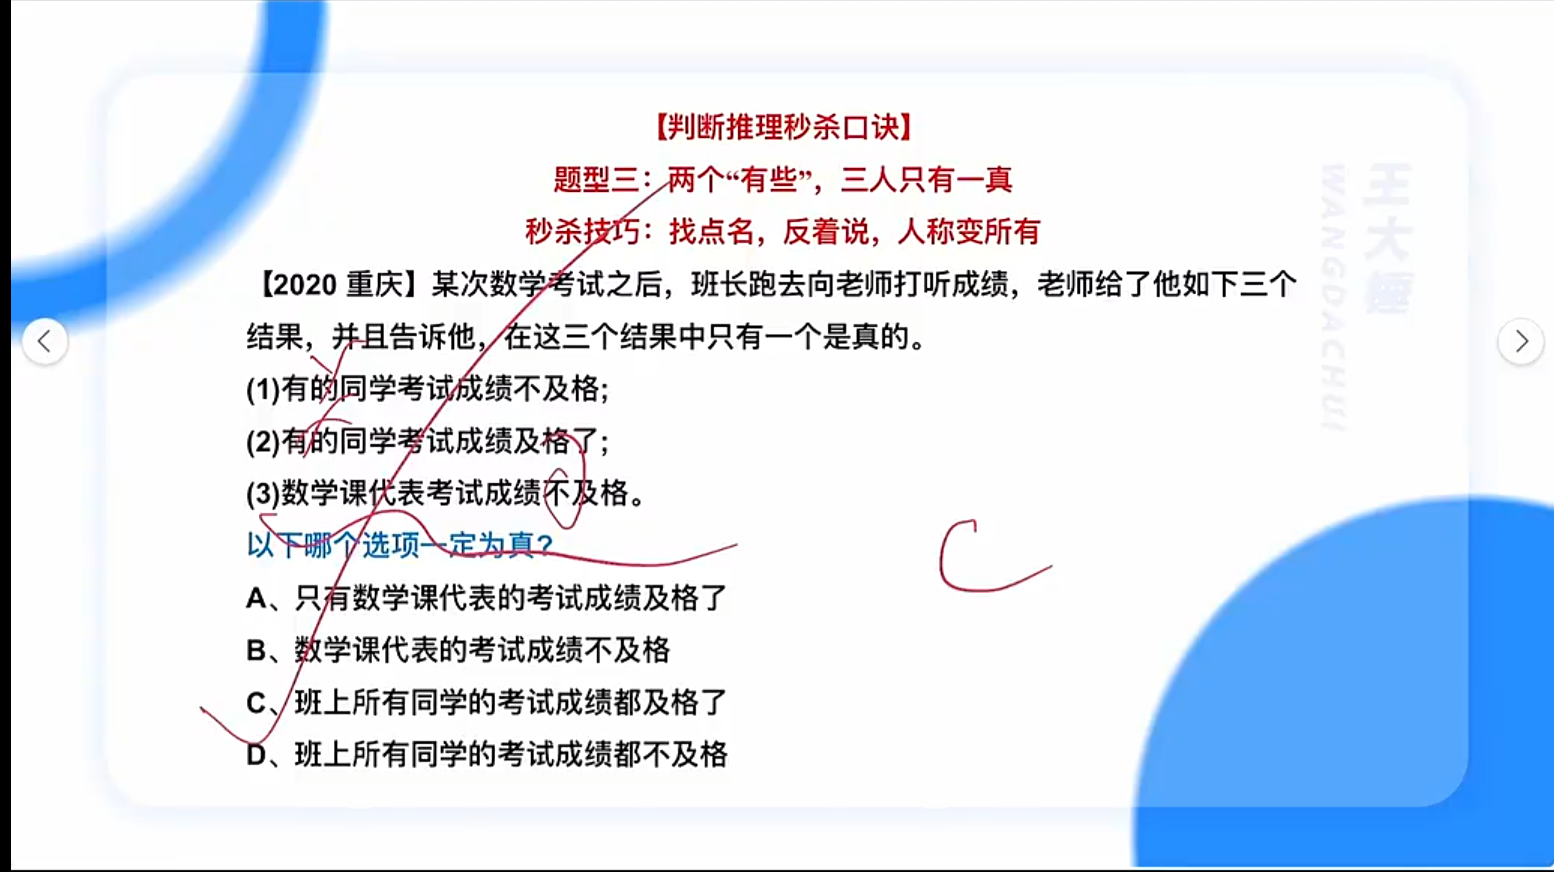 【判断推理秒杀口诀】
题型三：两个“有些”，三人只有一真
秒杀技巧：找点名，反着说，人称变所有
【2020 重庆】某次数学考试之后，班长跑去向老师打听成绩，老师给了他如下三个
结果，并且告诉他，在这三个结果中只有一个是真的。
(1)有的同学考试成绩不及格;
(2)有的同学考试成绩及格了;
(3)数学课代表考试成绩不及格。
以下哪个选项一定为真?
A、只有数学课代表的考试成绩及格了
B、数学课代表的考试成绩不及格
C、班上所有同学的考试成绩都及格了
D、班上所有同学的考试成绩都不及格
C
王大锤
WANGDACHUI